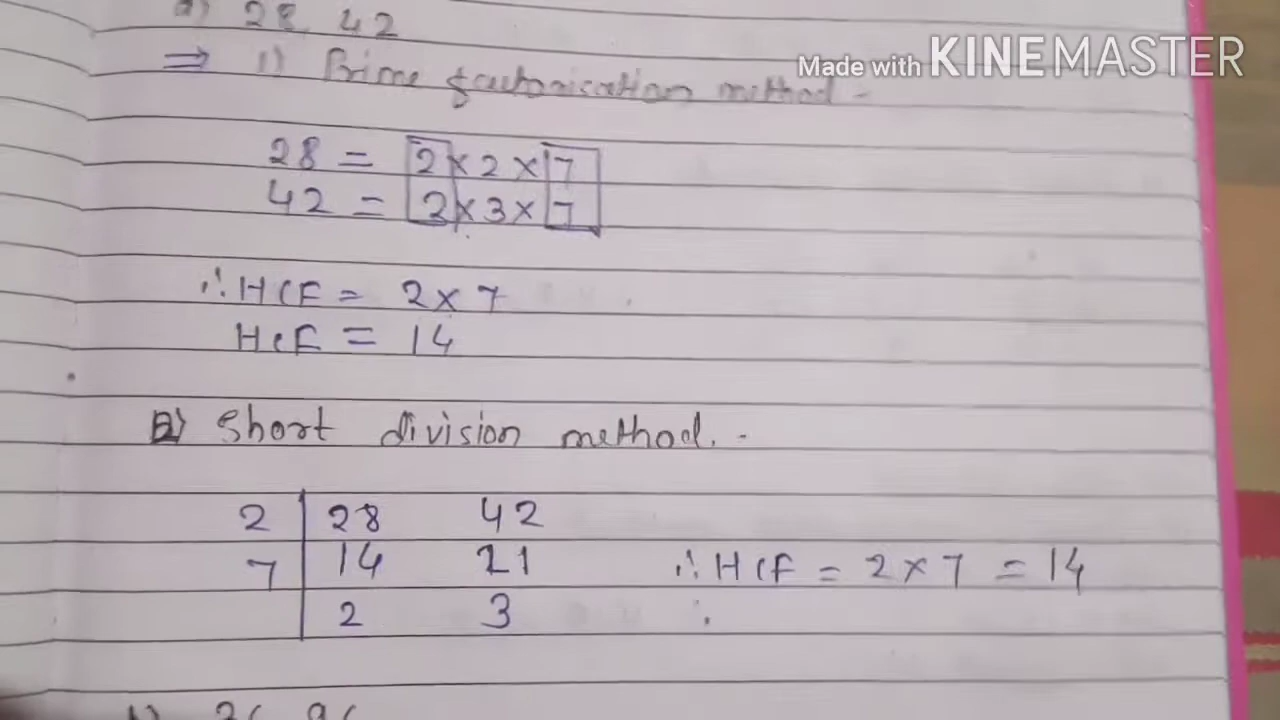 28, 42
Made with KINEMASTER
⇒ 1) Prime factorisation method -
28 = 2 × 2 × 7
42 = 2 × 3 × 7
∴ HCF = 2 × 7
HCF = 14
2) Short division method. -
2 | 28 42
7 | 14 21 ∴ HCF = 2 × 7 = 14
2 3